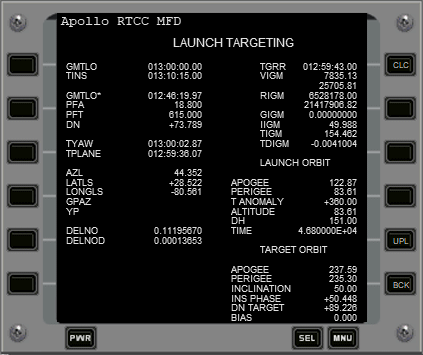 Apollo RTCC MFD
LAUNCH TARGETING
GMTLO 013:00:00.00
TINS 013:10:15.00
GMTLO* 012:46:19.97
PFA 18.800
PFT 615.000
DN +73.789
TYAW 013:00:02.87
TPLANE 012:59:36.07
AZL 44.352
LATLS +28.522
LONGLS -80.561
GPAZ
YP
DELNO 0.11195670
DELNOD 0.00013653
TGRR 012:59:43.00
VIGM 7835.13
25705.81
RIGM 6528178.00
21417906.82
GIGM 0.00000000
IIGM 49.988
TIGM 154.462
TDIGM -0.0041004
LAUNCH ORBIT
APOGEE 122.87
PERIGEE 83.61
T ANOMALY +360.00
ALTITUDE 83.61
DH 151.00
TIME 4.680000E+04
TARGET ORBIT
APOGEE 237.59
PERIGEE 235.30
INCLINATION 50.00
INS PHASE +50.448
DN TARGET +89.226
BIAS 0.000
CLC
UPL
BCK
PWR SEL MNU